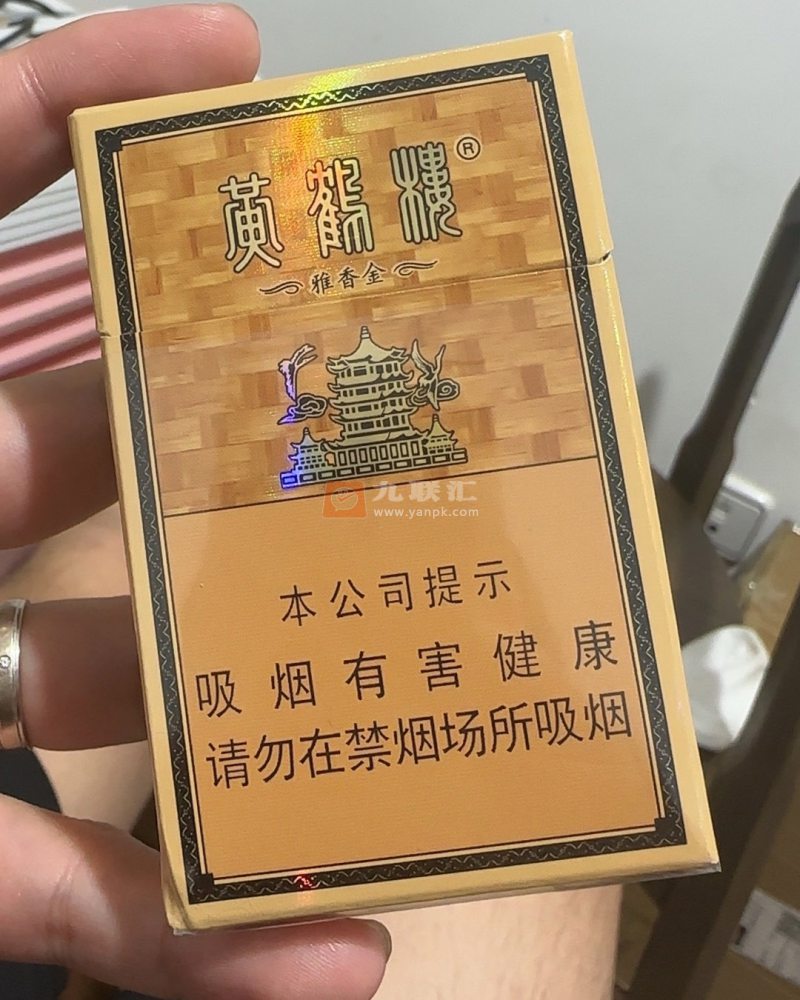 黄鹤楼®
雅香金
九联汇
www.yanpk.com
本公司提示
吸烟有害健康
请勿在禁烟场所吸烟